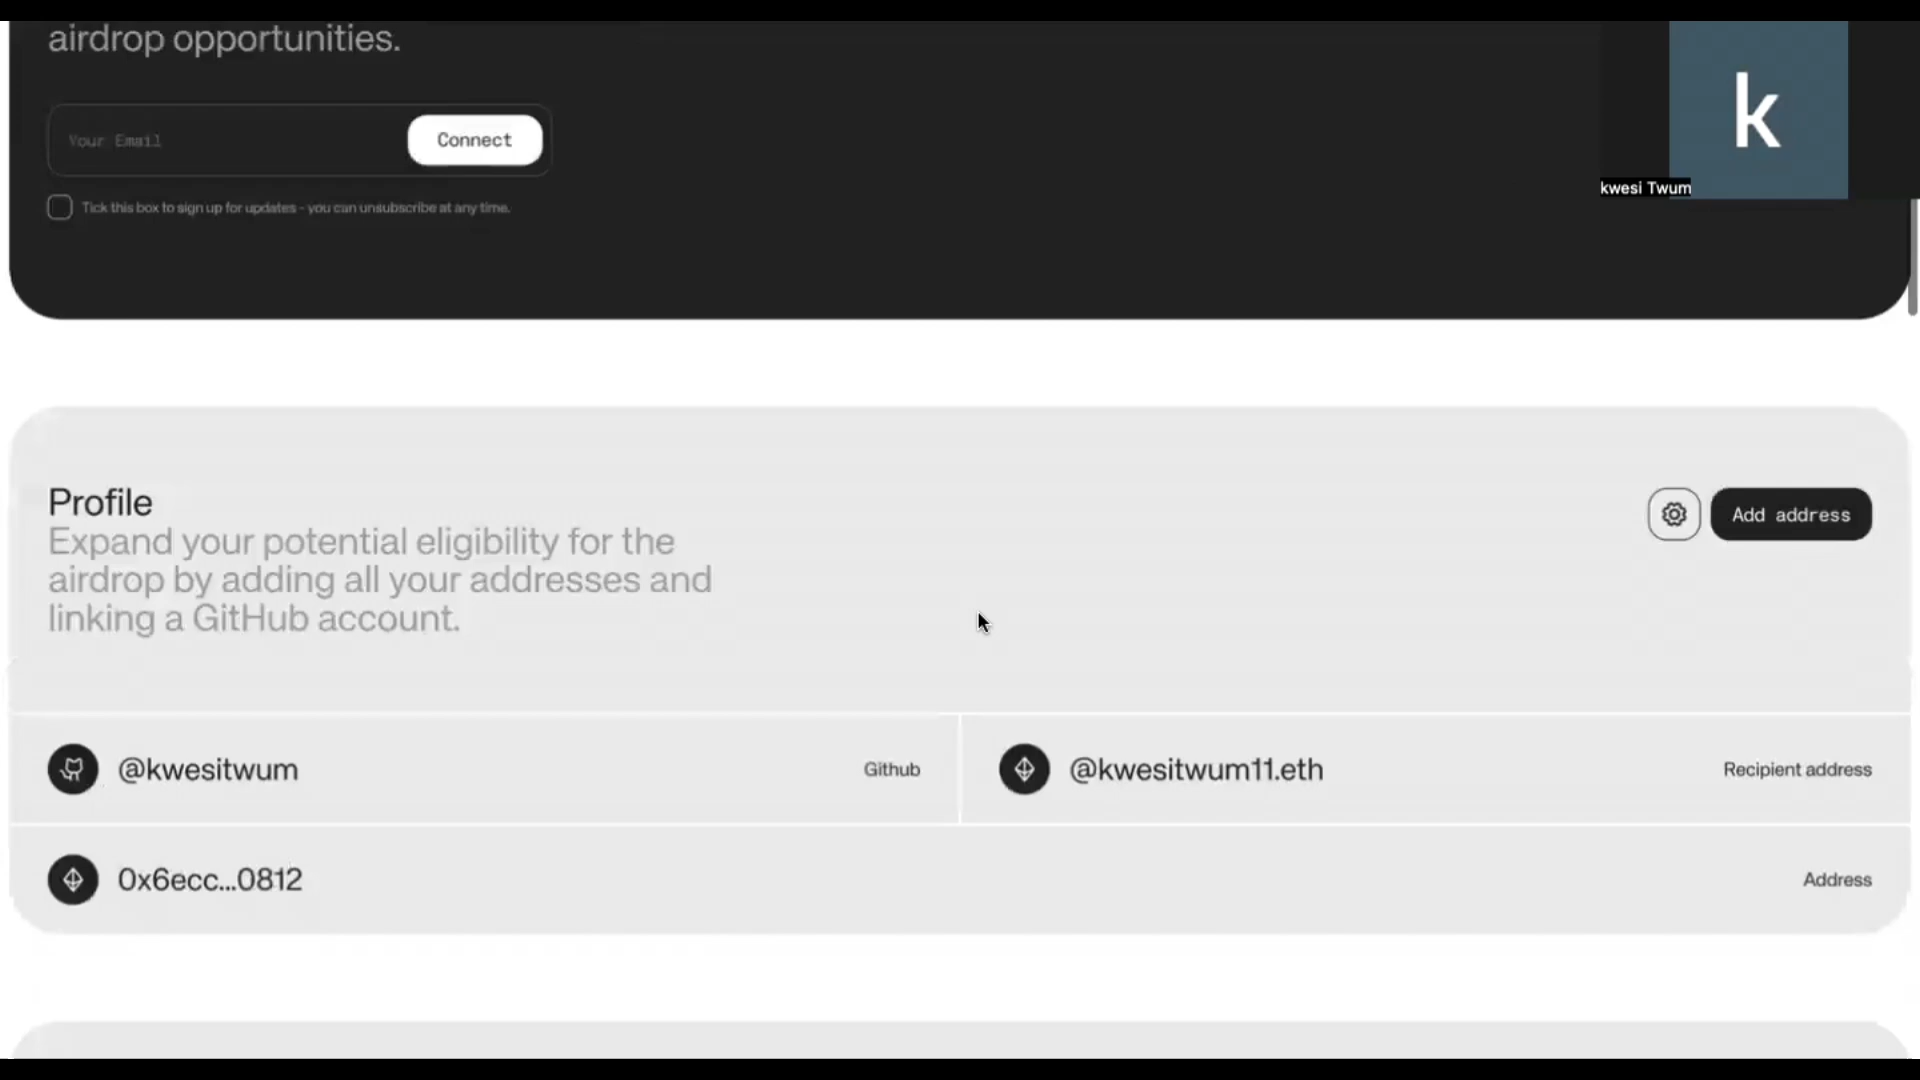 airdrop opportunities.
Your Email
Connect
Tick this box to sign up for updates - you can unsubscribe at any time.
k
kwesi Twum
Profile
Expand your potential eligibility for the
airdrop by adding all your addresses and
linking a GitHub account.
Add address
@kwesitwum
Github
@kwesitwum11.eth
Recipient address
0x6ecc...0812
Address